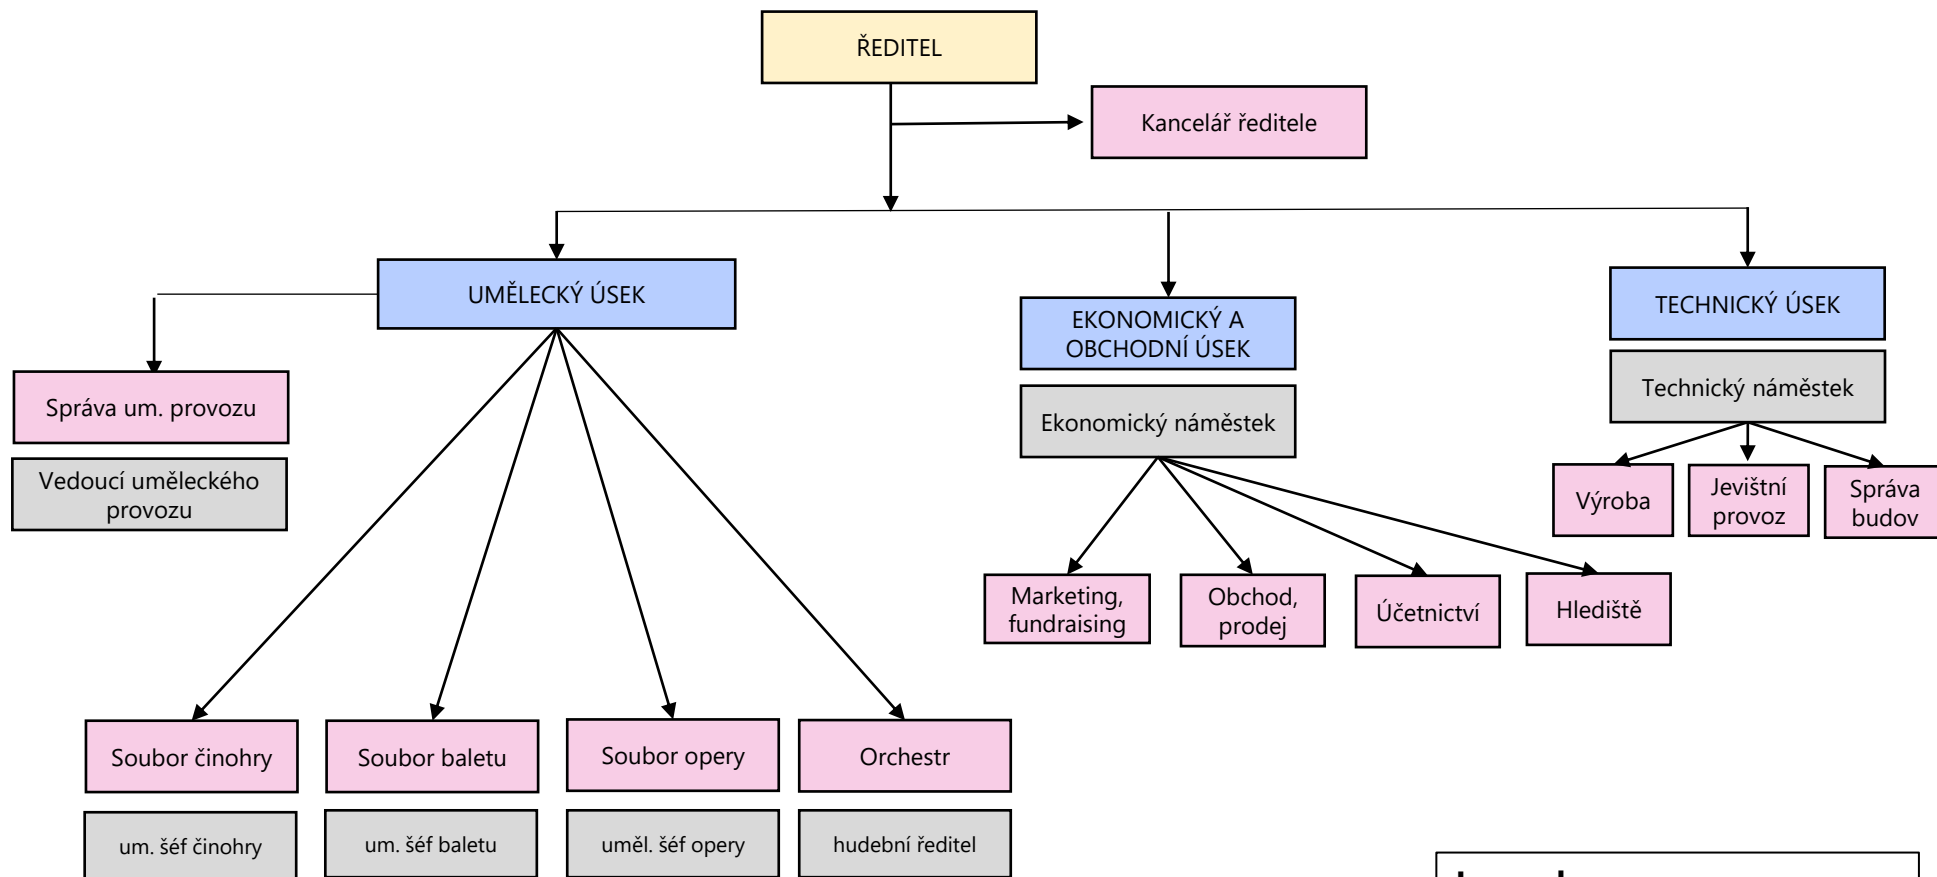 ŘEDITEL
Kancelář ředitele
UMĚLECKÝ ÚSEK
EKONOMICKÝ A
OBCHODNÍ ÚSEK
TECHNICKÝ ÚSEK
Správa um. provozu
Vedoucí uměleckého
provozu
Ekonomický náměstek
Technický náměstek
Výroba
Jevištní
provoz
Správa
budov
Marketing,
fundraising
Obchod,
prodej
Účetnictví
Hlediště
Soubor činohry
Soubor baletu
Soubor opery
Orchestr
um. šéf činohry
um. šéf baletu
uměl. šéf opery
hudební ředitel